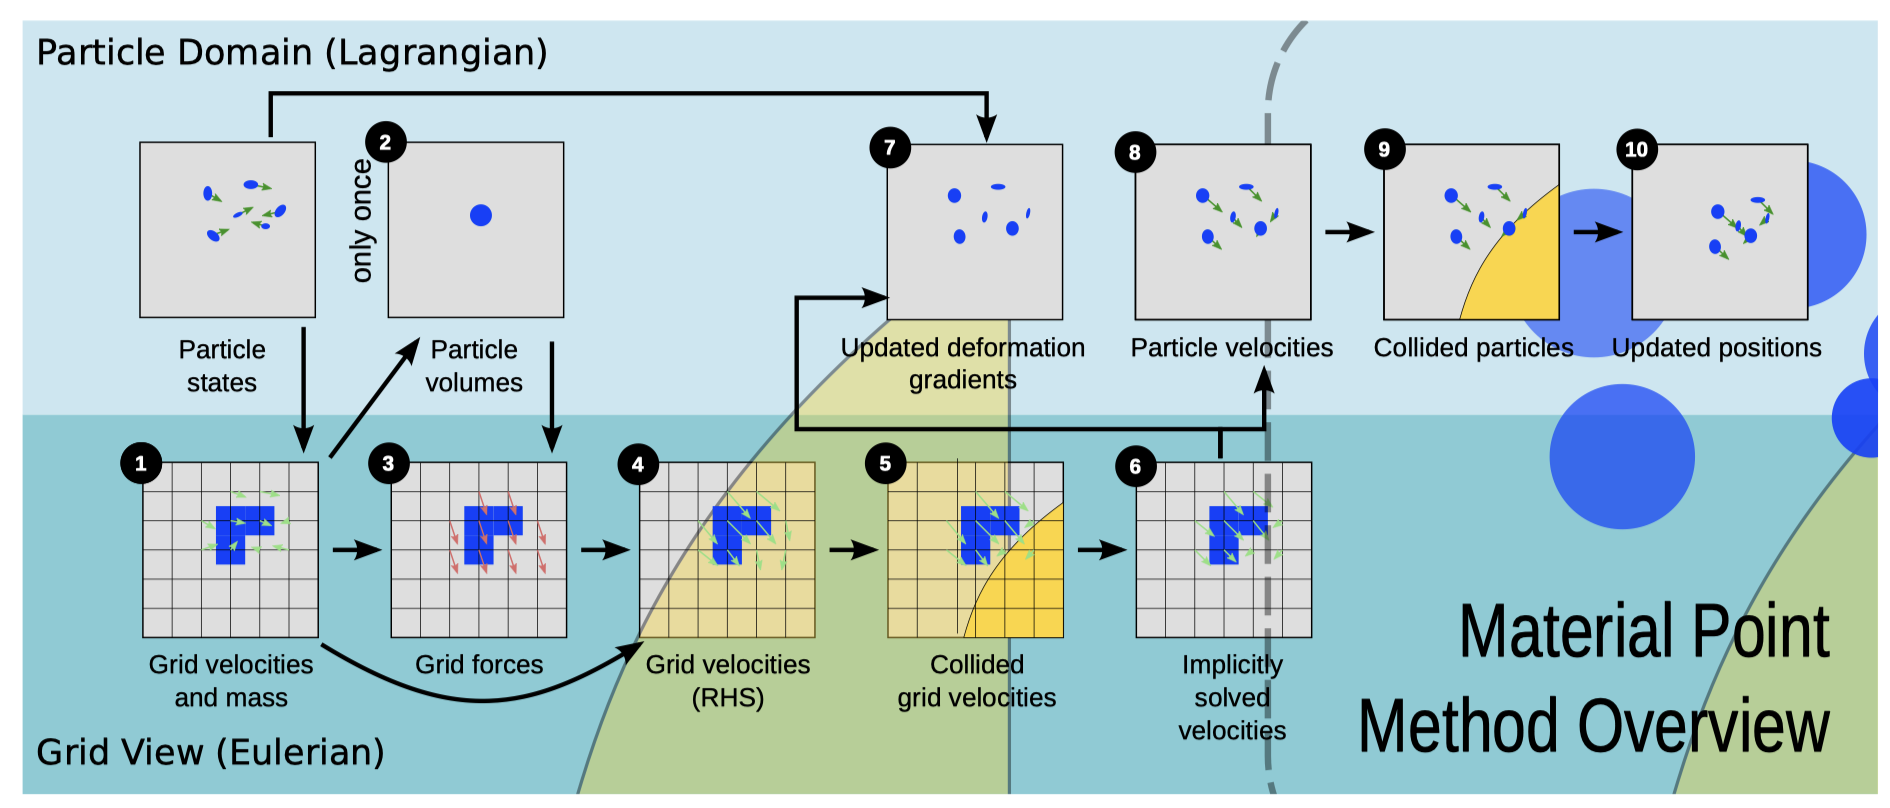 Particle Domain (Lagrangian)
only once
2
7
8
9
10
Particle
states
Particle
volumes
Updated deformation
gradients
Particle velocities
Collided particles
Updated positions
1
3
4
5
6
Grid velocities
and mass
Grid forces
Grid velocities
(RHS)
Collided
grid velocities
Implicitly
solved
velocities
Material Point
Method Overview
Grid View (Eulerian)